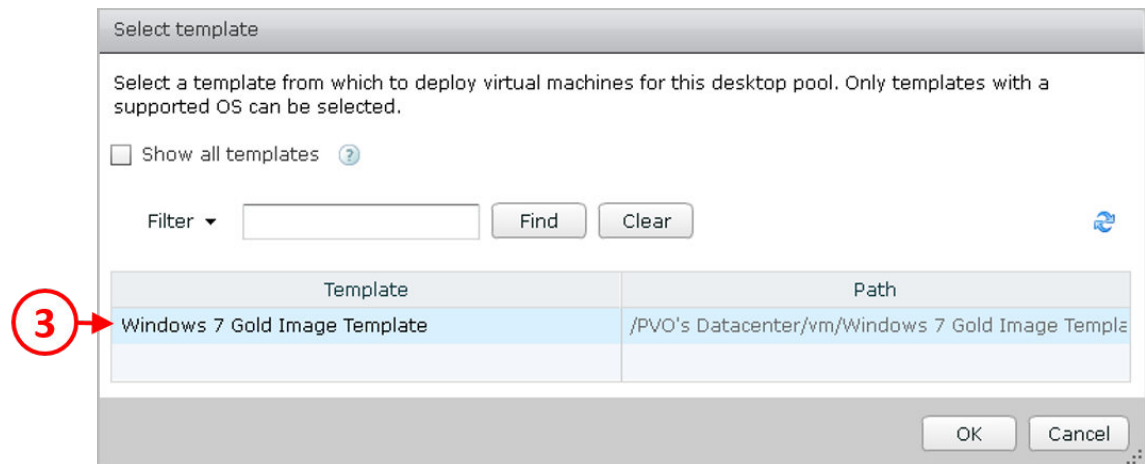 Select template
Select a template from which to deploy virtual machines for this desktop pool. Only templates with a
supported OS can be selected.
Show all templates ?
Filter Find Clear
Template Path
3 Windows 7 Gold Image Template /PVO's Datacenter/vm/Windows 7 Gold Image Templa
OK Cancel